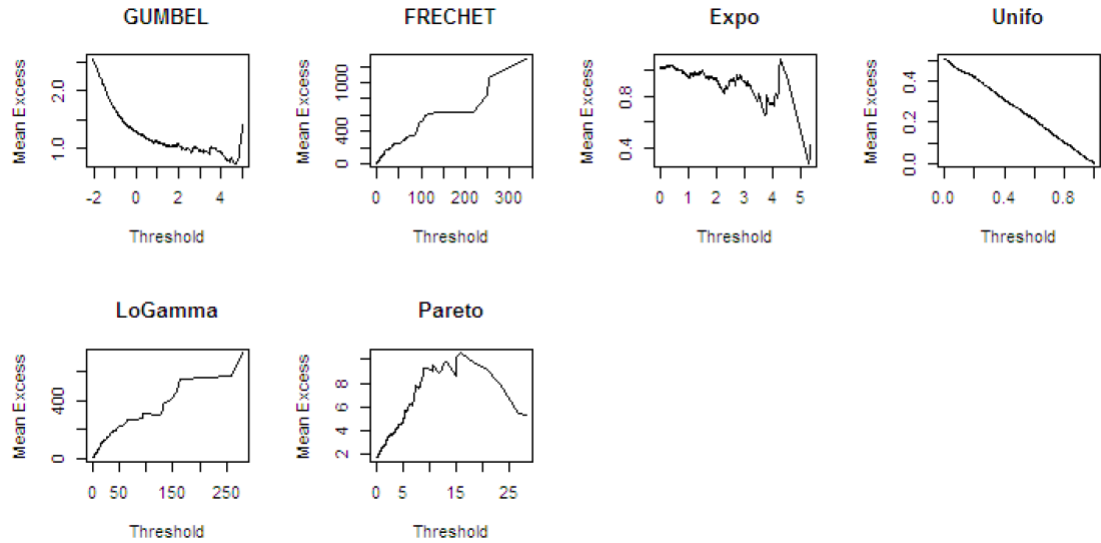 GUMBEL
Mean Excess
1.0 2.0
-2 0 2 4
Threshold
FRECHET
Mean Excess
0 400 1000
0 100 200 300
Threshold
Expo
Mean Excess
0.4 0.8
0 1 2 3 4 5
Threshold
Unifo
Mean Excess
0.0 0.2 0.4
0.0 0.4 0.8
Threshold
LoGamma
Mean Excess
0 400
0 50 150 250
Threshold
Pareto
Mean Excess
2 4 6 8
0 5 15 25
Threshold